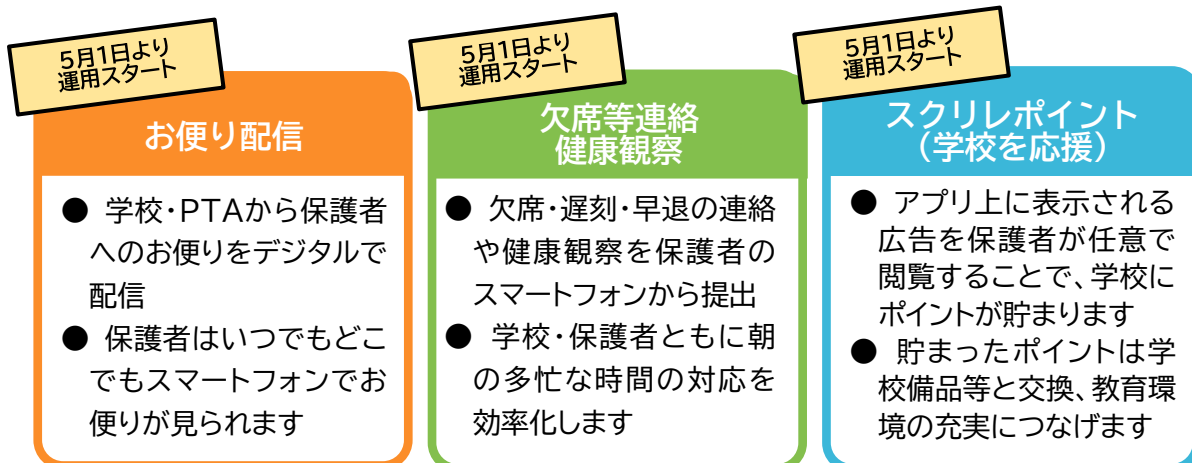 5月1日より
運用スタート
お便り配信
● 学校・PTAから保護者
へのお便りをデジタルで
配信
● 保護者はいつでもどこ
でもスマートフォンでお
便りが見られます
5月1日より
運用スタート
欠席等連絡
健康観察
● 欠席・遅刻・早退の連絡
や健康観察を保護者の
スマートフォンから提出
● 学校・保護者ともに朝
の多忙な時間の対応を
効率化します
5月1日より
運用スタート
スクリレポイント
（学校を応援）
● アプリ上に表示される
広告を保護者が任意で
閲覧することで、学校に
ポイントが貯まります
● 貯まったポイントは学
校備品等と交換、教育環
境の充実につなげます